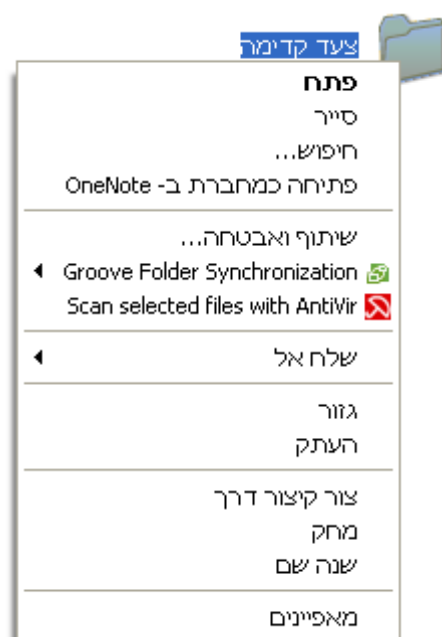 צעד קדימה
פתח
סייר
חיפוש...
פתיחה כמחברת ב- OneNote
שיתוף ואבטחה...
Groove Folder Synchronization
Scan selected files with AntiVir
שלח אל
גזור
העתק
צור קיצור דרך
מחק
שנה שם
מאפיינים